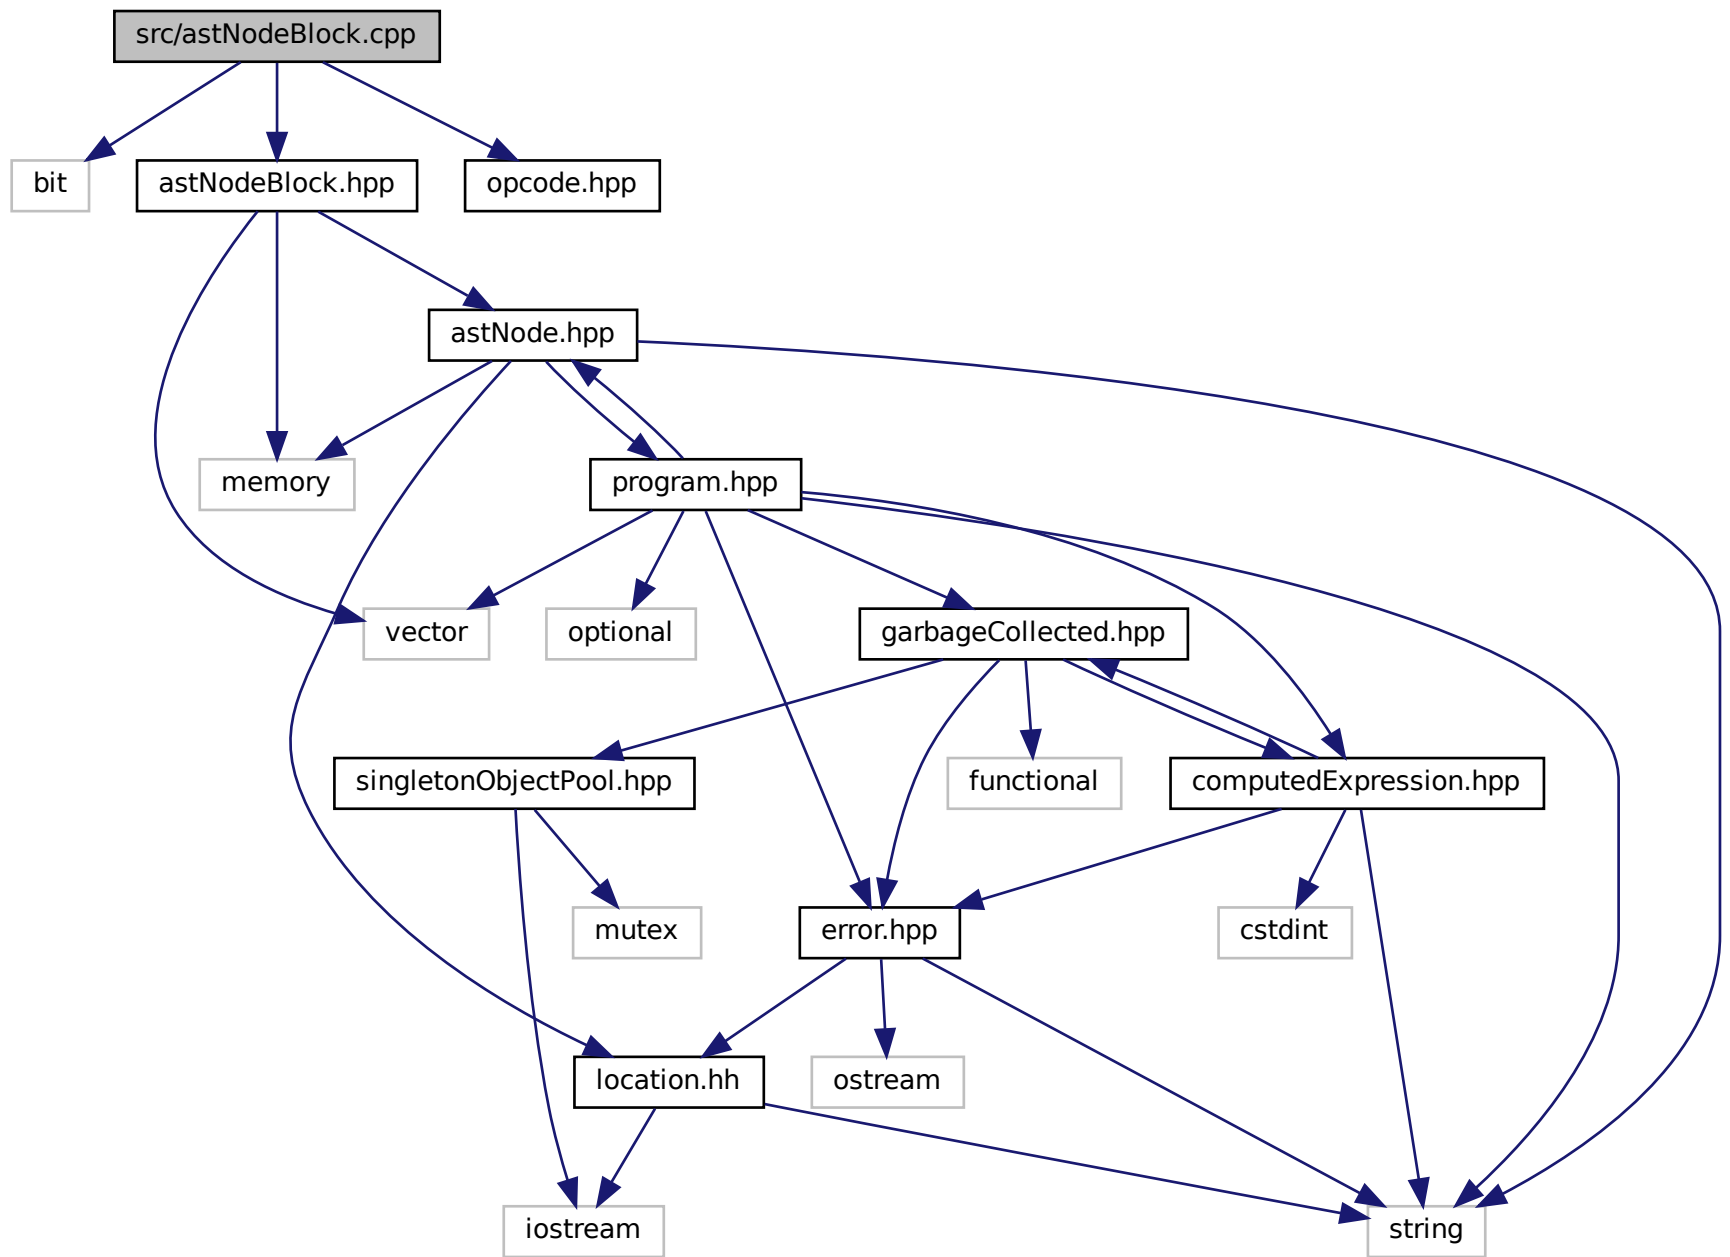 src/astNodeBlock.cpp
bit
astNodeBlock.hpp
opcode.hpp
astNode.hpp
memory
program.hpp
vector
optional
garbageCollected.hpp
singletonObjectPool.hpp
functional
computedExpression.hpp
mutex
error.hpp
cstdint
location.hh
ostream
iostream
string